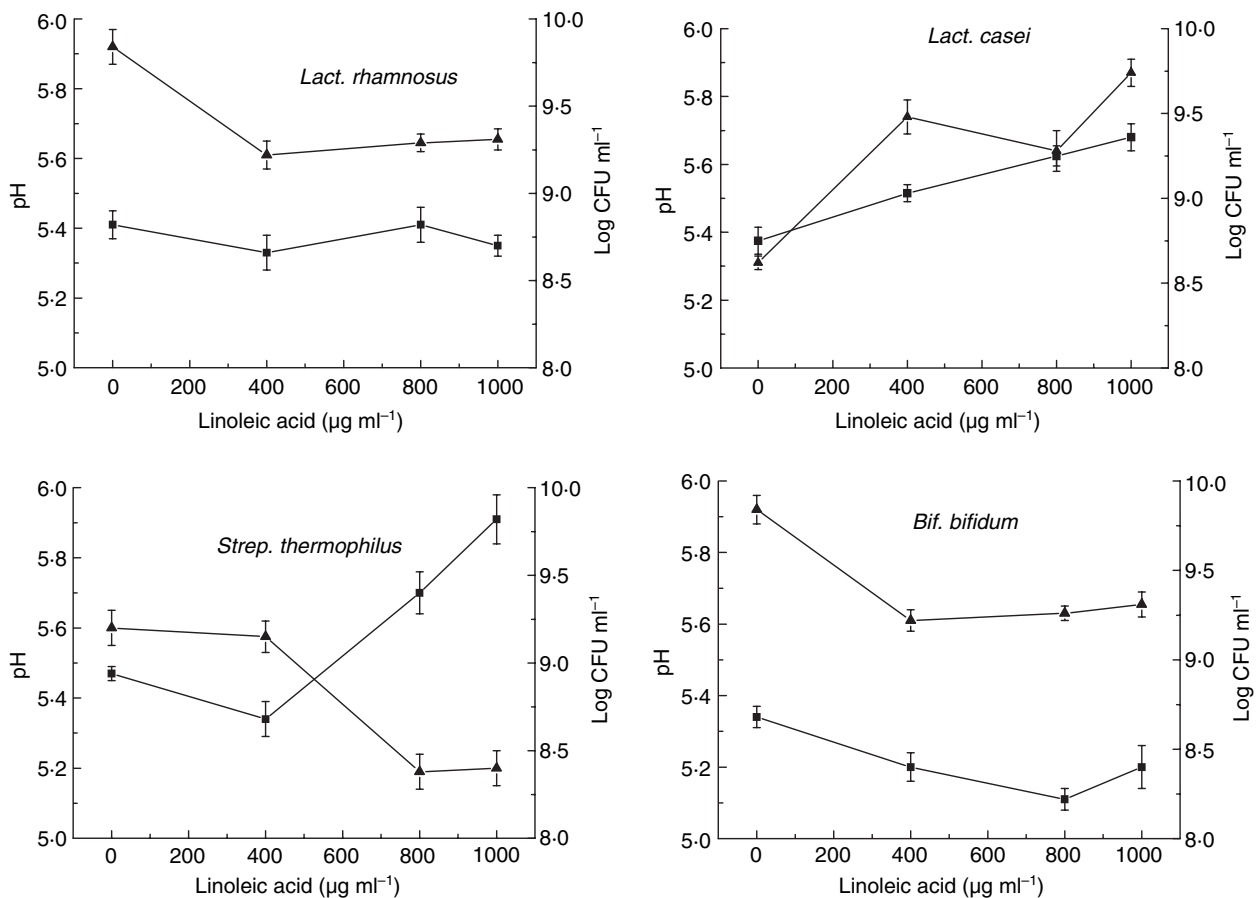 Lact. rhamnosus
6·0
5·8
5·6
5·4
5·2
5·0
pH
10·0
9·5
9·0
8·5
8·0
Log CFU ml⁻¹
0 200 400 600 800 1000
Linoleic acid (µg ml⁻¹)
Lact. casei
6·0
5·8
5·6
5·4
5·2
5·0
pH
10·0
9·5
9·0
8·5
8·0
Log CFU ml⁻¹
0 200 400 600 800 1000
Linoleic acid (µg ml⁻¹)
Strep. thermophilus
6·0
5·8
5·6
5·4
5·2
5·0
pH
10·0
9·5
9·0
8·5
8·0
Log CFU ml⁻¹
0 200 400 600 800 1000
Linoleic acid (µg ml⁻¹)
Bif. bifidum
6·0
5·8
5·6
5·4
5·2
5·0
pH
10·0
9·5
9·0
8·5
8·0
Log CFU ml⁻¹
0 200 400 600 800 1000
Linoleic acid (µg ml⁻¹)